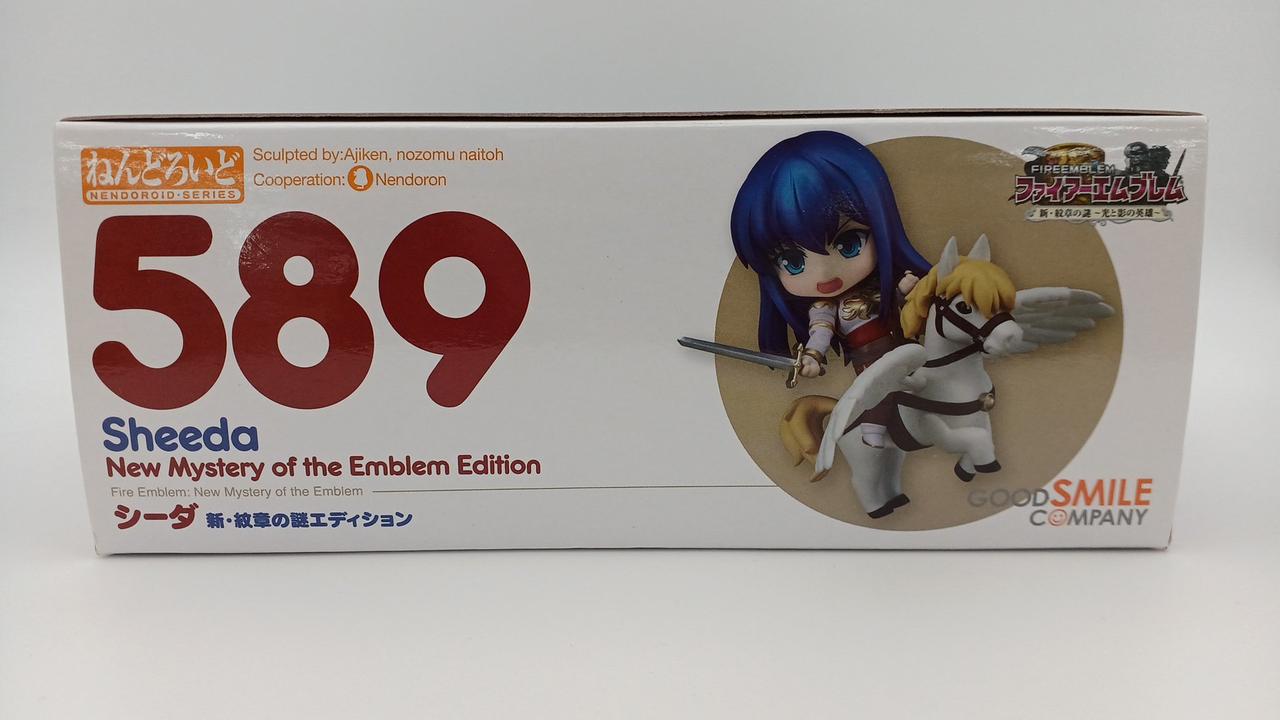 ねんどろいど
NENDOROID・SERIES
Sculpted by:Ajiken, nozomu naitoh
Cooperation: Nendoron
589
Sheeda
New Mystery of the Emblem Edition
Fire Emblem: New Mystery of the Emblem
シーダ 新・紋章の謎エディション
FIREEMBLEM
ファイアーエムブレム
新・紋章の謎 ~光と影の英雄~
GOODSMILE
COMPANY